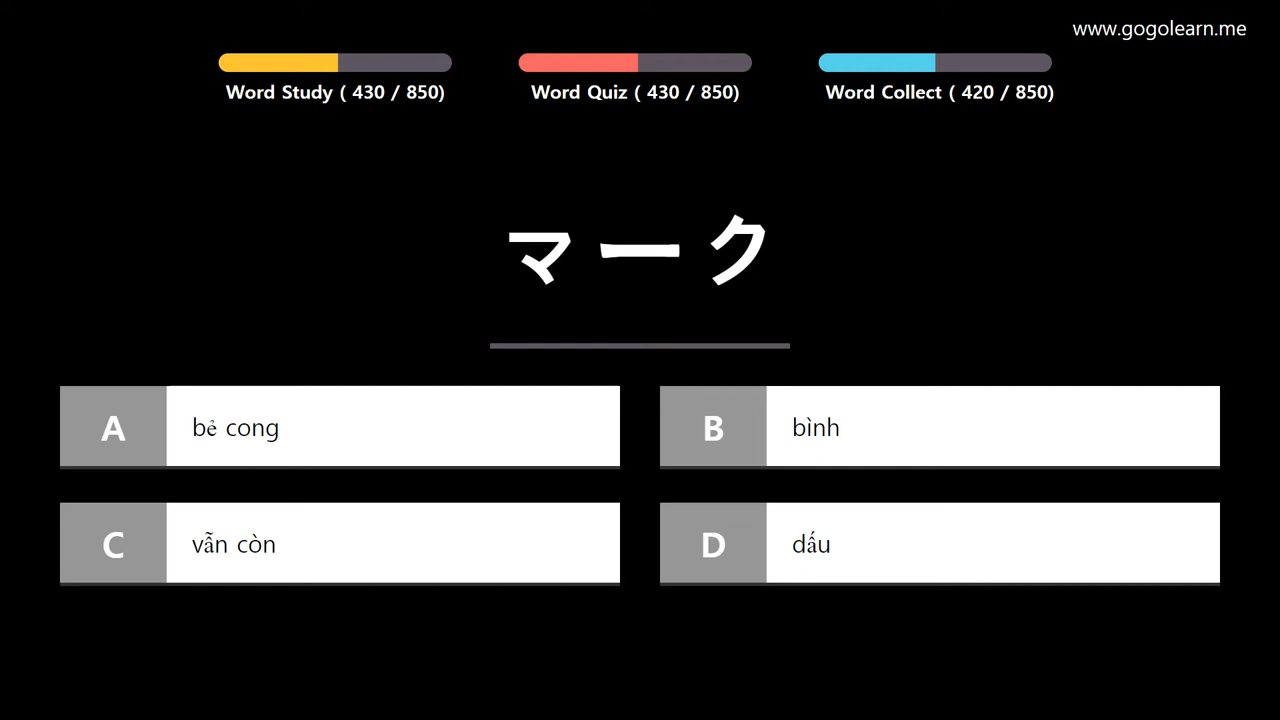 www.gogolearn.me
Word Study ( 430 / 850)
Word Quiz ( 430 / 850)
Word Collect ( 420 / 850)
マーク
A bẻ cong
B bình
C vẫn còn
D dấu